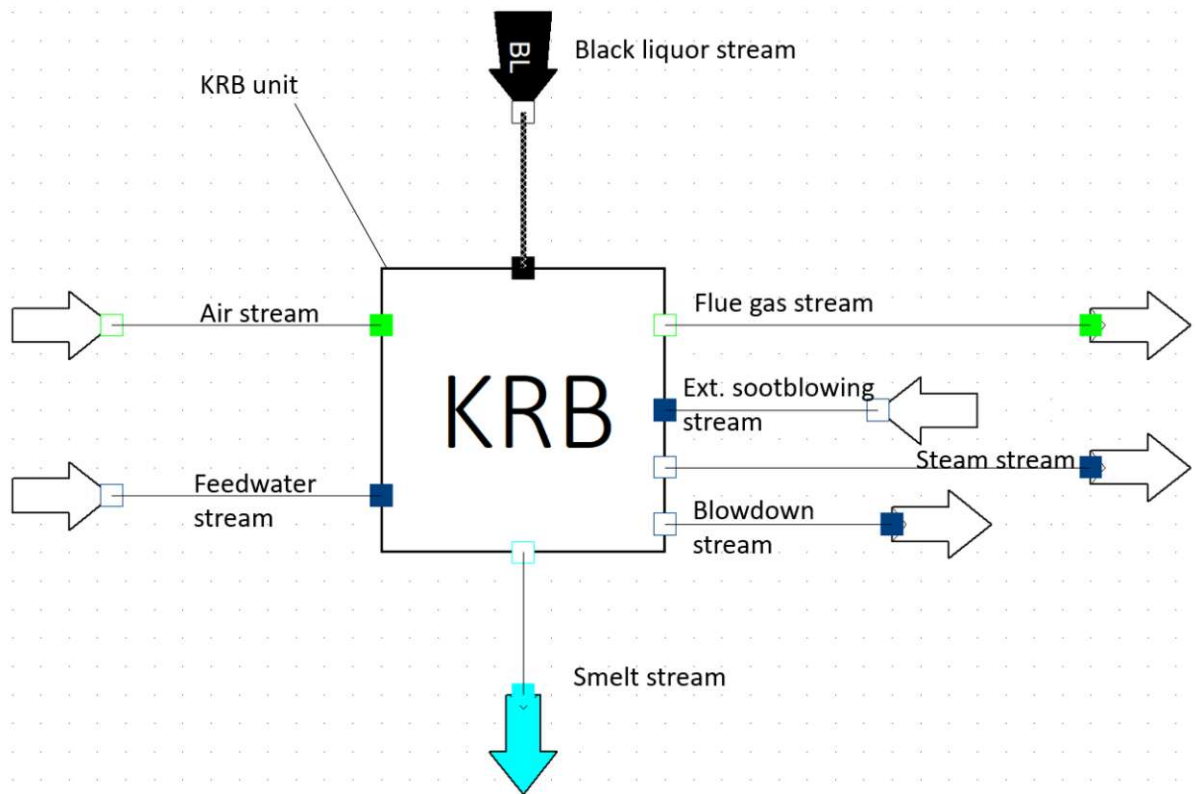 BL
Black liquor stream
KRB unit
Air stream
Flue gas stream
KRB
Ext. sootblowing
stream
Steam stream
Feedwater
stream
Blowdown
stream
Smelt stream